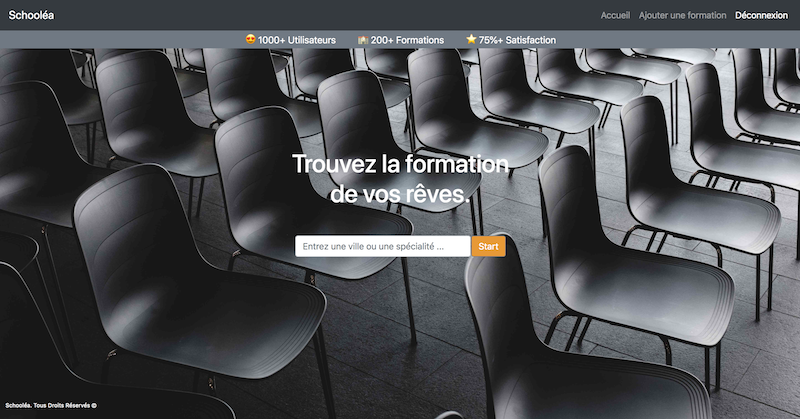 Schooléa
Accueil Ajouter une formation Déconnexion
😍 1000+ Utilisateurs 🏫 200+ Formations ⭐ 75%+ Satisfaction
Trouvez la formation
de vos rêves.
Entrez une ville ou une spécialité ... Start
Schooléa. Tous Droits Réservés ©